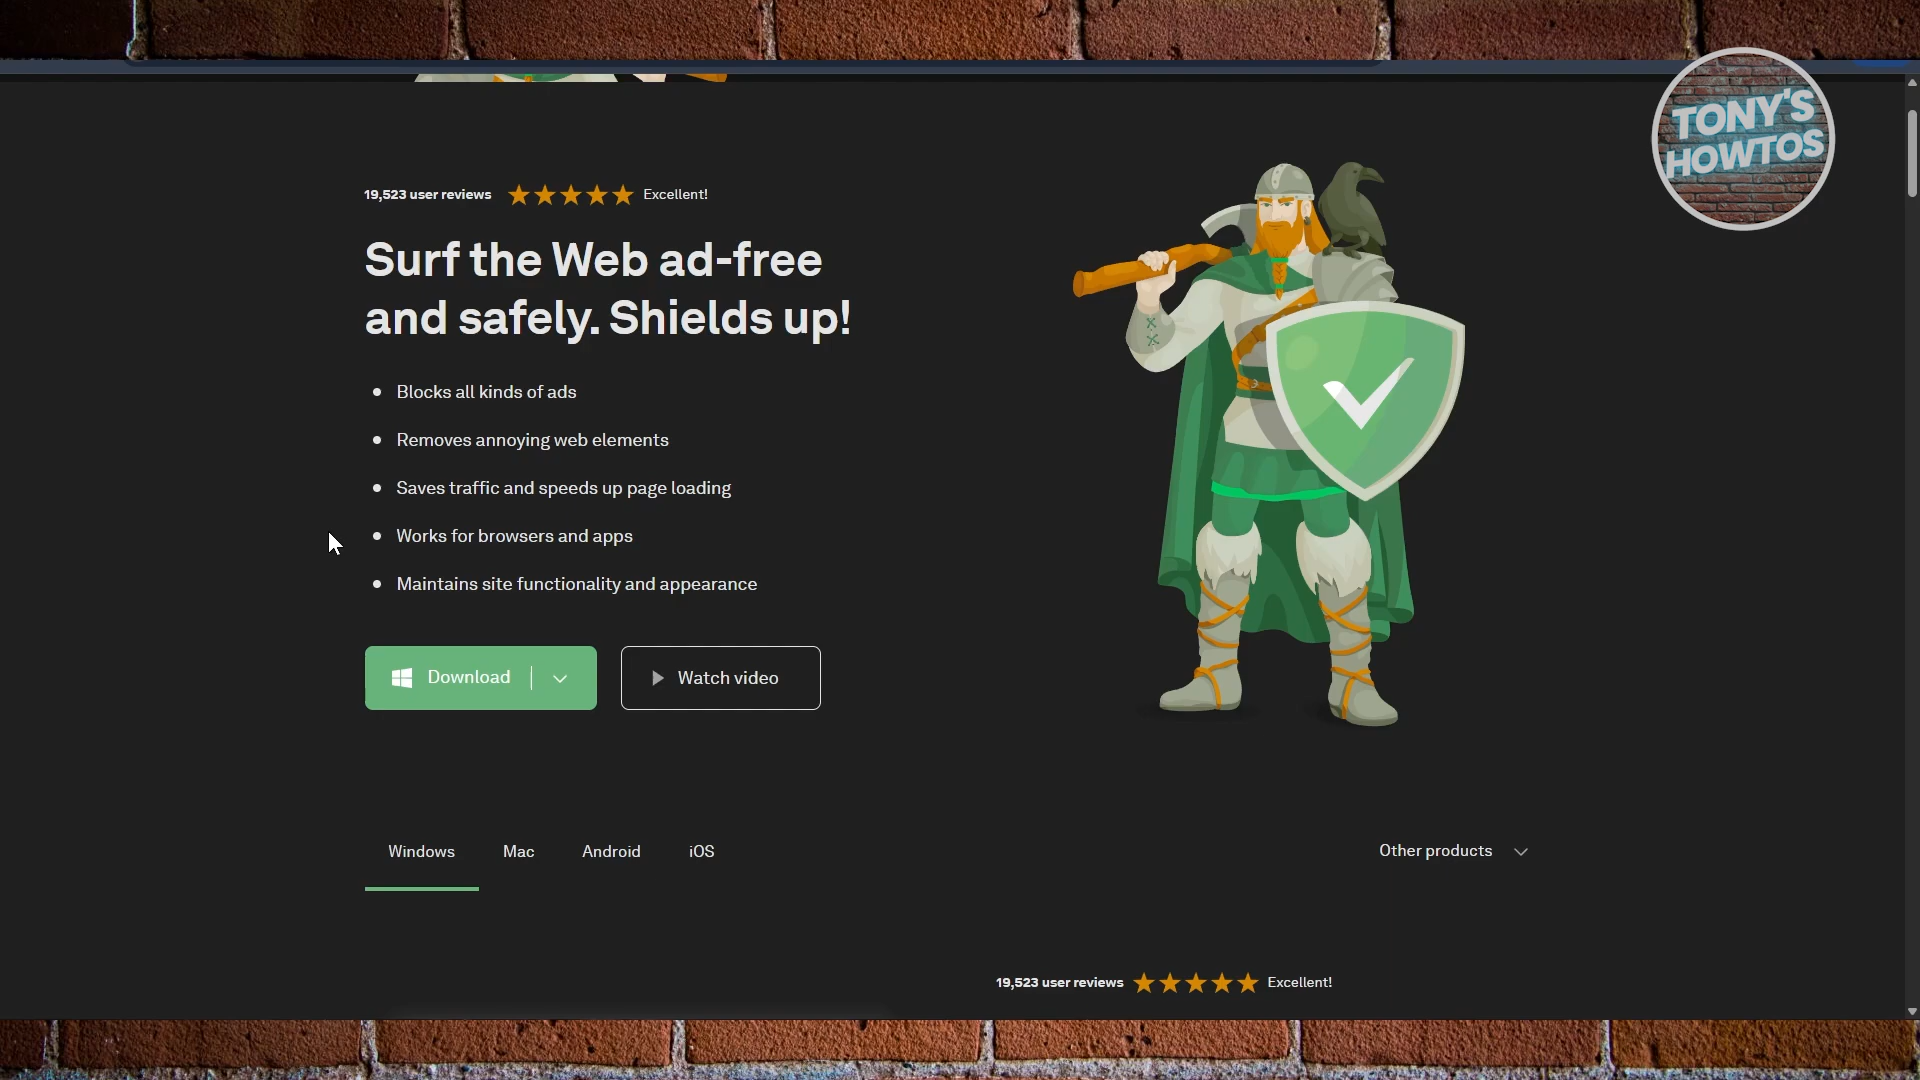 TONY'S
HOWTOS
19,523 user reviews Excellent!
Surf the Web ad-free
and safely. Shields up!
Blocks all kinds of ads
Removes annoying web elements
Saves traffic and speeds up page loading
Works for browsers and apps
Maintains site functionality and appearance
Download
Watch video
Windows Mac Android iOS Other products
19,523 user reviews Excellent!